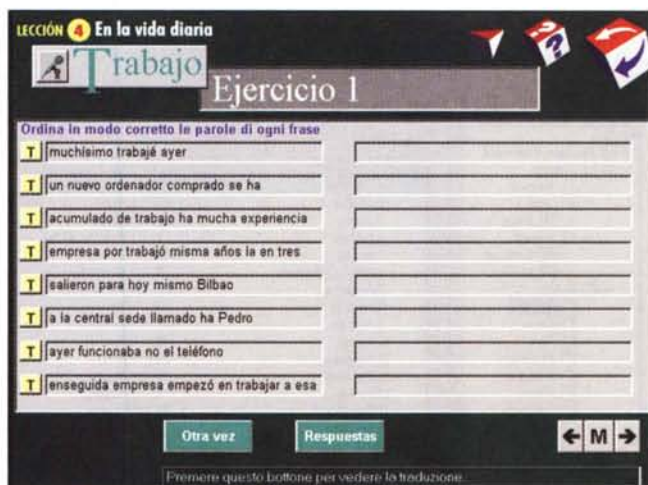 LECCIÓN 4 En la vida diaria
Trabajo
Ejercicio 1
Ordina in modo corretto le parole di ogni frase
T muchísimo trabajé ayer
T un nuevo ordenador comprado se ha
T acumulado de trabajo ha mucha experiencia
T empresa por trabajó misma años la en tres
T salieron para hoy mismo Bilbao
T a la central sede llamado ha Pedro
T ayer funcionaba no el teléfono
T enseguida empresa empezó en trabajar a esa
Otra vez
Respuestas
← M →
Premere questo bottone per vedere la traduzione.
? ?